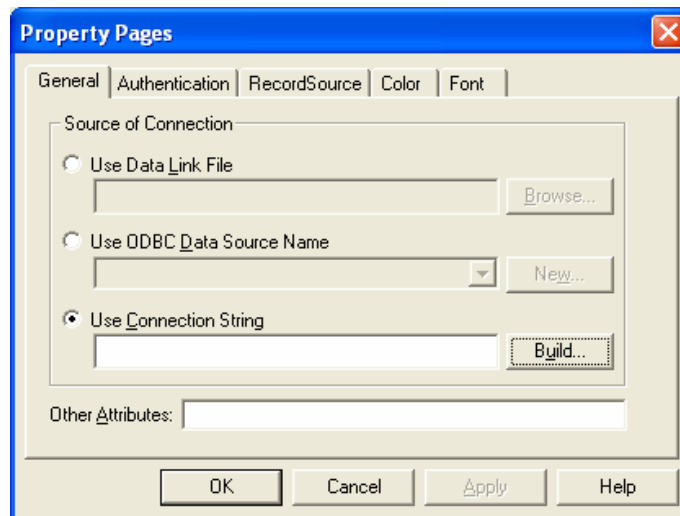 Property Pages
General Authentication RecordSource Color Font
Source of Connection
Use Data Link File
Browse...
Use ODBC Data Source Name
New...
Use Connection String
Build...
Other Attributes:
OK Cancel Apply Help